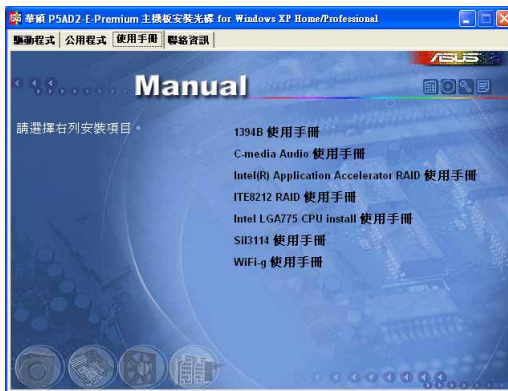 華碩 P5AD2-E-Premium 主機板安裝光碟 for Windows XP Home/Professional
驅動程式 公用程式 使用手冊 聯絡資訊
ASUS
Manual
請選擇右列安裝項目。
1394B 使用手冊
C-media Audio 使用手冊
Intel(R) Application Accelerator RAID 使用手冊
ITE8212 RAID 使用手冊
Intel LGA775 CPU install 使用手冊
Sil3114 使用手冊
WiFi-g 使用手冊